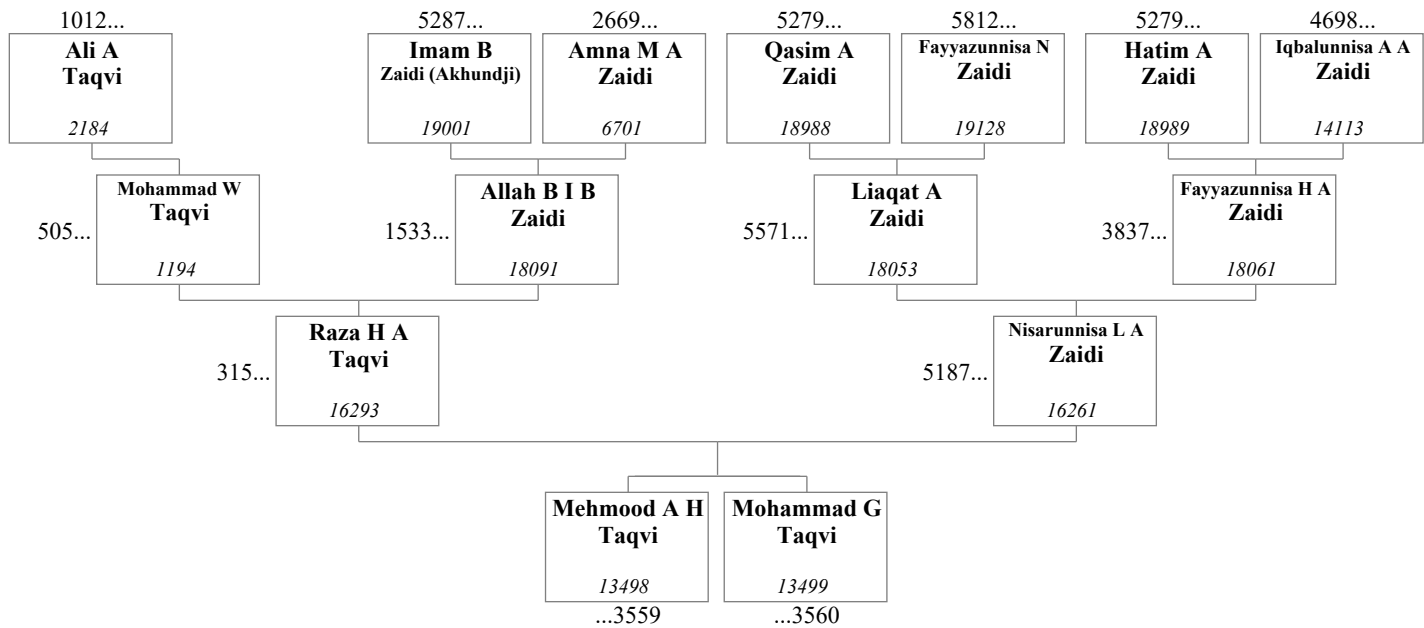 1012... 5287... 2669... 5279... 5812... 5279... 4698...
Ali A Imam B Amna M A Qasim A Fayyazunnisa N Hatim A Iqbalunnisa A A
Taqvi Zaidi (Akhundji) Zaidi Zaidi Zaidi Zaidi Zaidi
2184 19001 6701 18988 19128 18989 14113
Mohammad W Allah B I B Liaqat A Fayyazunnisa H A
Taqvi Zaidi Zaidi Zaidi
505... 1533... 5571... 3837...
1194 18091 18053 18061
Raza H A Nisarunnisa L A
Taqvi Zaidi
315... 5187...
16293 16261
Mehmood A H Mohammad G
Taqvi Taqvi
13498 13499
...3559 ...3560